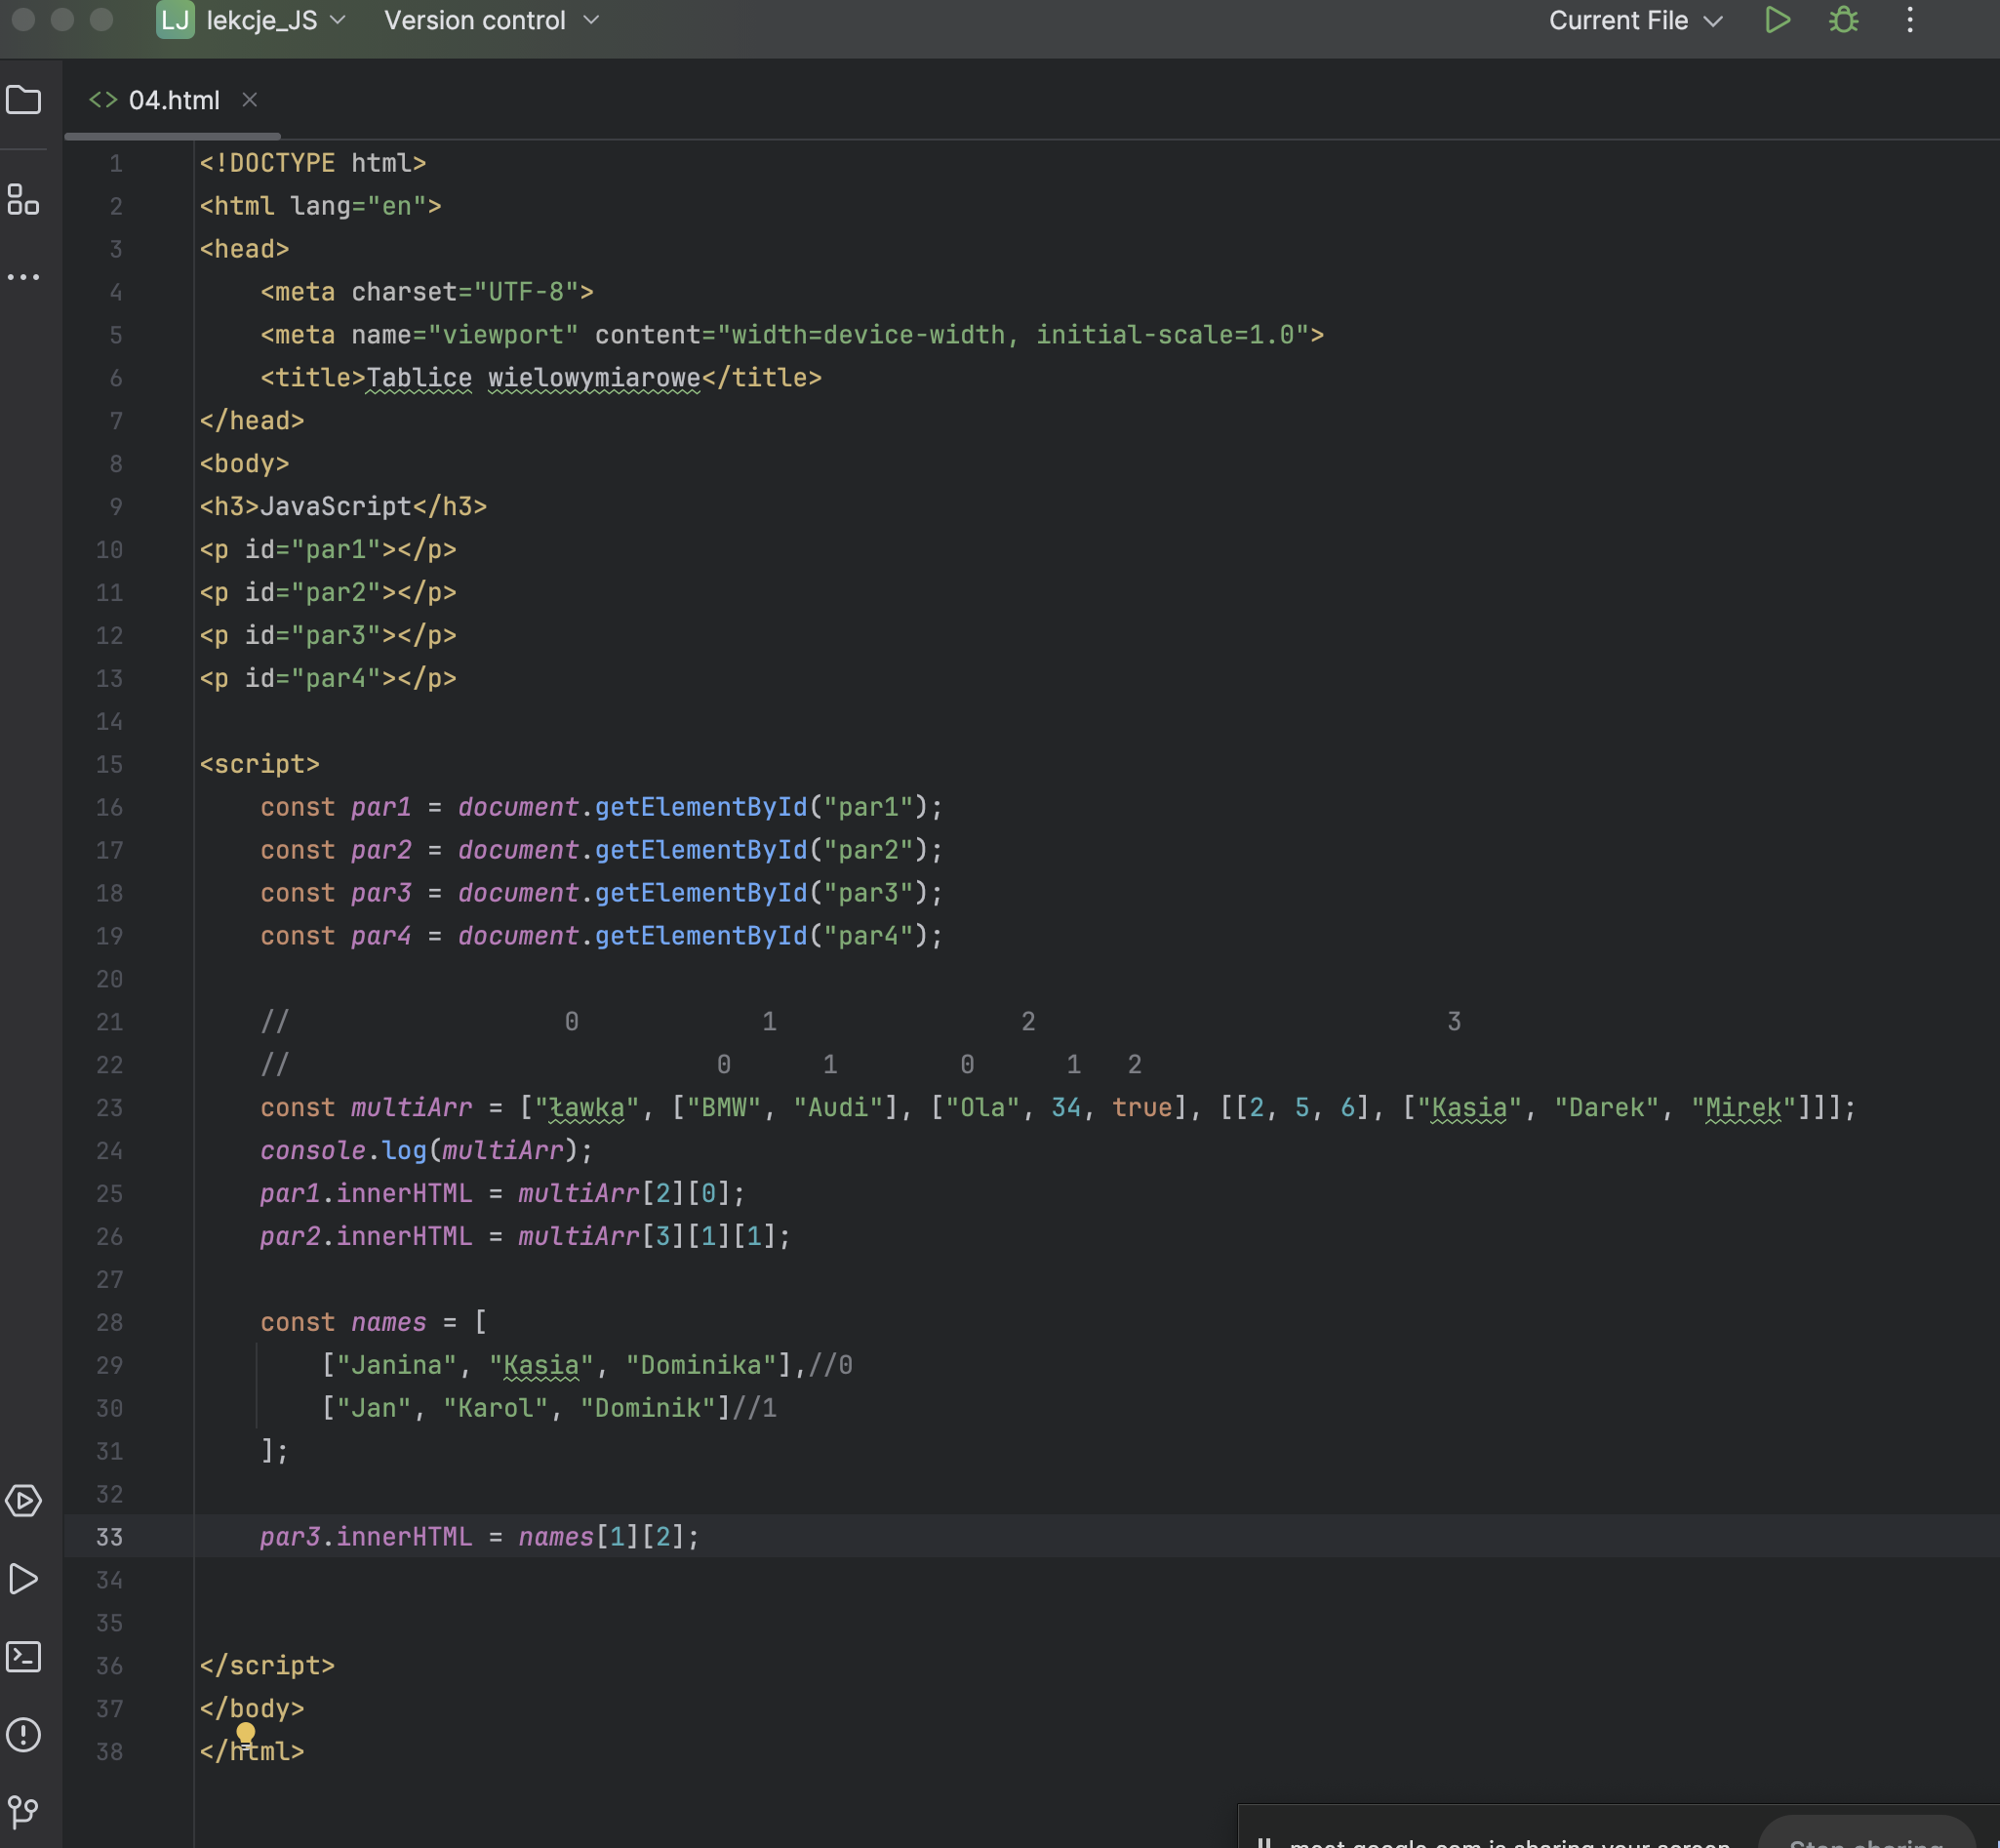 LJ lekcje_JS Version control Current File
04.html
1 <!DOCTYPE html>
2 <html lang="en">
3 <head>
4     <meta charset="UTF-8">
5     <meta name="viewport" content="width=device-width, initial-scale=1.0">
6     <title>Tablice wielowymiarowe</title>
7 </head>
8 <body>
9 <h3>JavaScript</h3>
10 <p id="par1"></p>
11 <p id="par2"></p>
12 <p id="par3"></p>
13 <p id="par4"></p>
14
15 <script>
16     const par1 = document.getElementById("par1");
17     const par2 = document.getElementById("par2");
18     const par3 = document.getElementById("par3");
19     const par4 = document.getElementById("par4");
20
21     //                  0            1                2                           3
22     //                            0      1        0      1   2
23     const multiArr = ["ławka", ["BMW", "Audi"], ["Ola", 34, true], [[2, 5, 6], ["Kasia", "Darek", "Mirek"]]];
24     console.log(multiArr);
25     par1.innerHTML = multiArr[2][0];
26     par2.innerHTML = multiArr[3][1][1];
27
28     const names = [
29         ["Janina", "Kasia", "Dominika"],//0
30         ["Jan", "Karol", "Dominik"]//1
31     ];
32
33     par3.innerHTML = names[1][2];
34
35
36 </script>
37 </body>
38 </html>
meet.google.com is sharing your screen. Stop sharing